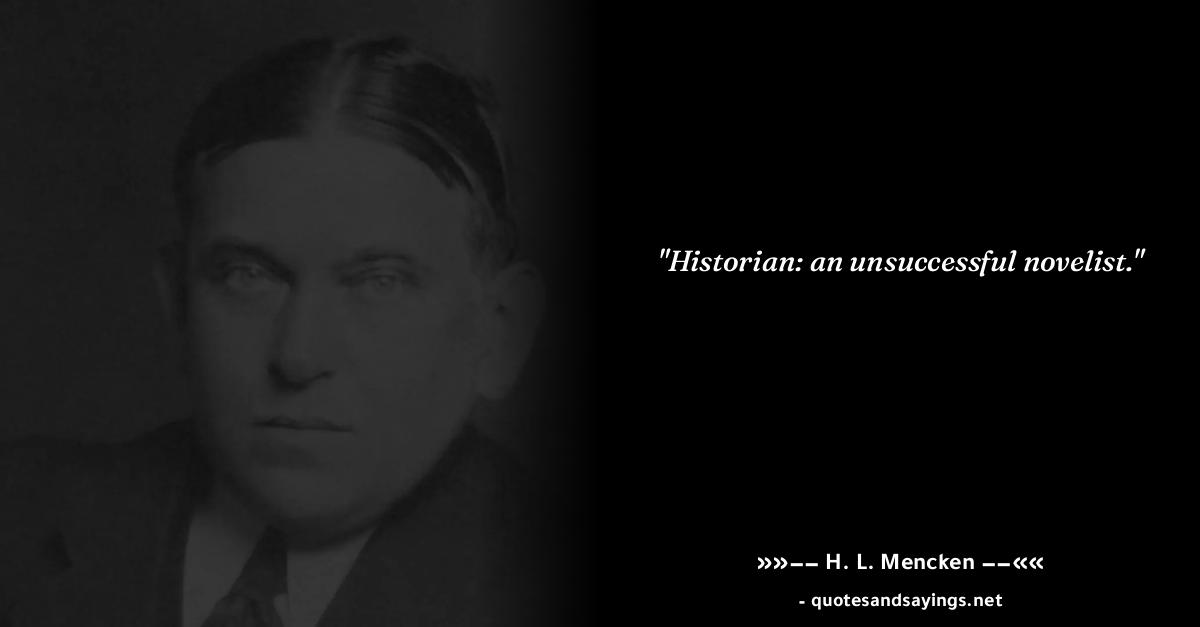 "Historian: an unsuccessful novelist."
»»−− H. L. Mencken −−««
- quotesandsayings.net